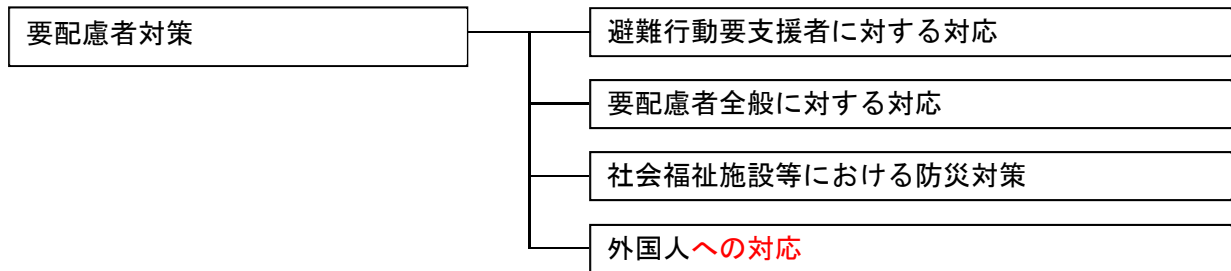 要配慮者対策
避難行動要支援者に対する対応
要配慮者全般に対する対応
社会福祉施設等における防災対策
外国人への対応